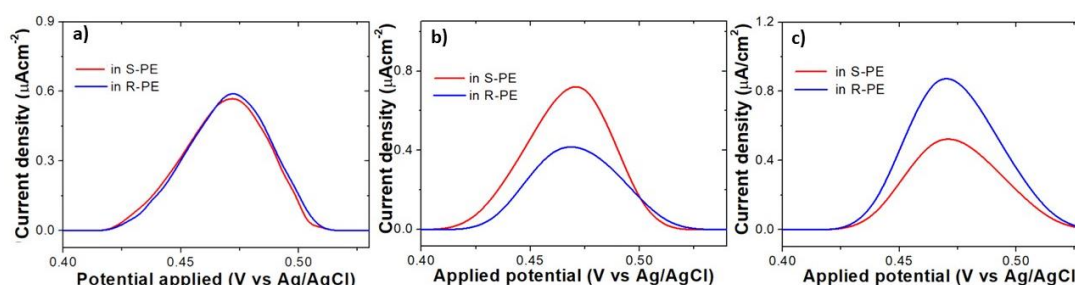 a)
in S-PE
in R-PE
0.9
0.6
0.3
0.0
0.40
0.45
0.50
Current density (μAcm-2)
Potential applied (V vs Ag/AgCl)
b)
in S-PE
in R-PE
0.8
0.4
0.0
0.40
0.45
0.50
Current density (μAcm-2)
Applied potential (V vs Ag/AgCl)
c)
in S-PE
in R-PE
1.2
0.8
0.4
0.0
0.40
0.45
0.50
Current density (μA/cm²)
Applied potential (V vs Ag/AgCl)